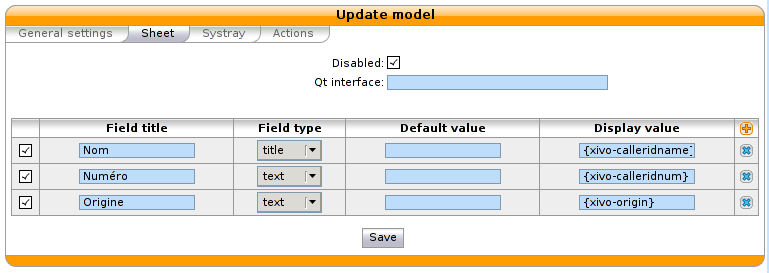 Update model
General settings Sheet Systray Actions
Disabled:
Qt interface:
Field title Field type Default value Display value
Nom title {xivo-calleridname}
Numéro text {xivo-calleridnum}
Origine text {xivo-origin}
Save